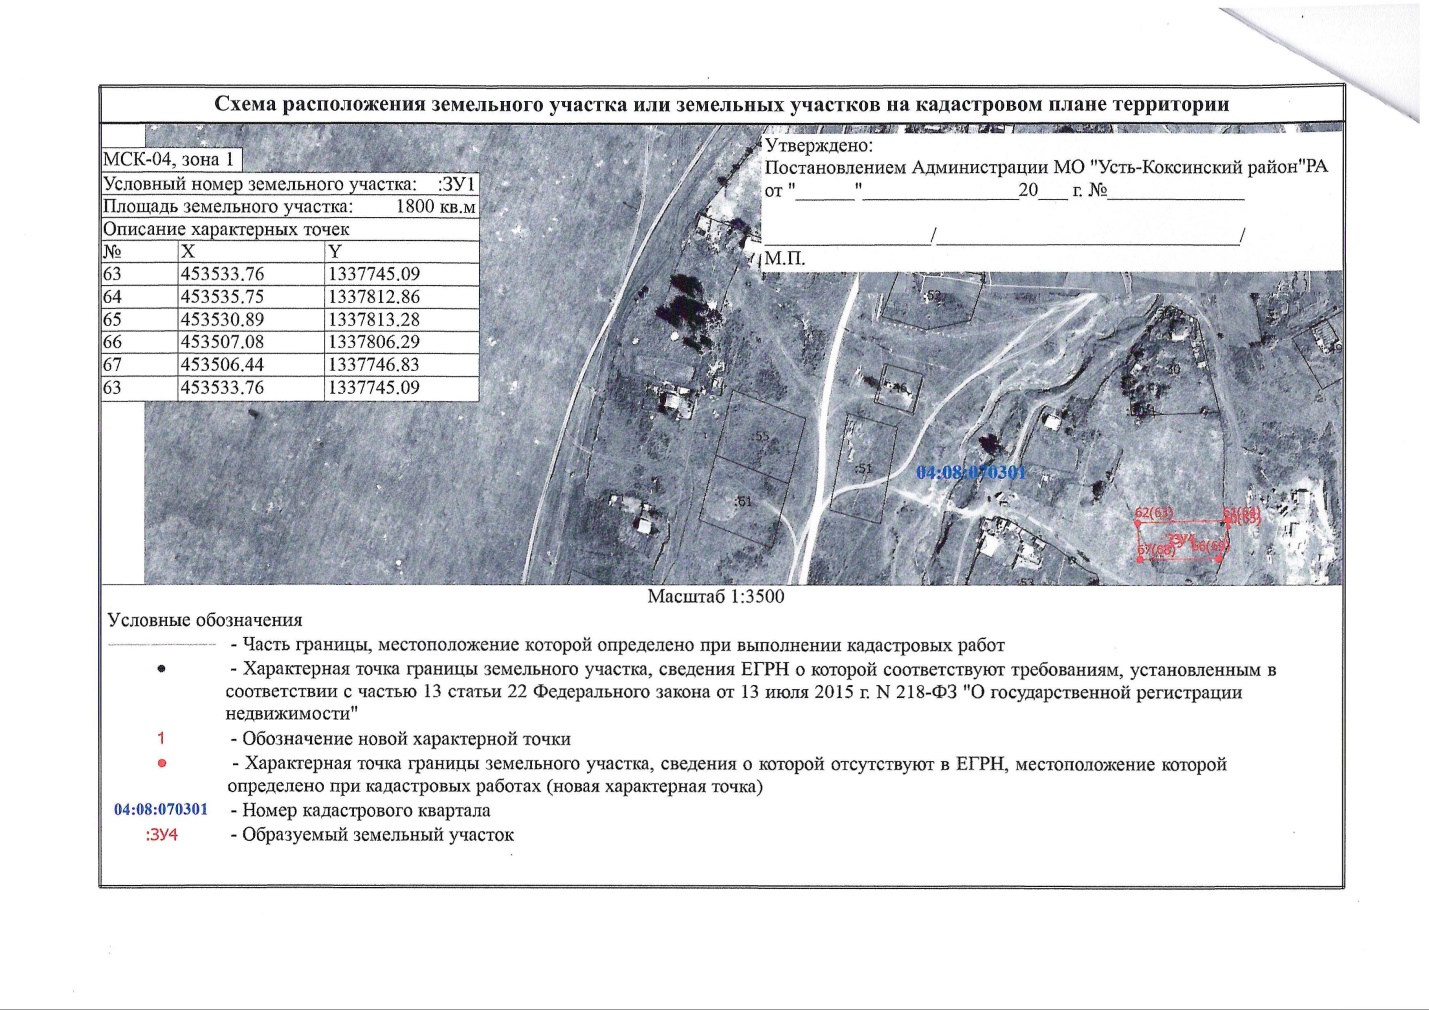 Схема расположения земельного участка или земельных участков на кадастровом плане территории
МСК-04, зона 1
Условный номер земельного участка: :ЗУ1
Площадь земельного участка: 1800 кв.м
Описание характерных точек
№ X Y
63 453533.76 1337745.09
64 453535.75 1337812.86
65 453530.89 1337813.28
66 453507.08 1337806.29
67 453506.44 1337746.83
63 453533.76 1337745.09
Утверждено:
Постановлением Администрации МО "Усть-Коксинский район"РА
от "______" ________________20___ г. №______________
_________________/_______________________________/
М.П.
:55
:51
:61
04:08:070301
62(63)
Масштаб 1:3500
Условные обозначения
- Часть границы, местоположение которой определено при выполнении кадастровых работ
- Характерная точка границы земельного участка, сведения ЕГРН о которой соответствуют требованиям, установленным в
соответствии с частью 13 статьи 22 Федерального закона от 13 июля 2015 г. N 218-ФЗ "О государственной регистрации
недвижимости"
1 - Обозначение новой характерной точки
- Характерная точка границы земельного участка, сведения о которой отсутствуют в ЕГРН, местоположение которой
определено при кадастровых работах (новая характерная точка)
04:08:070301 - Номер кадастрового квартала
:ЗУ4 - Образуемый земельный участок